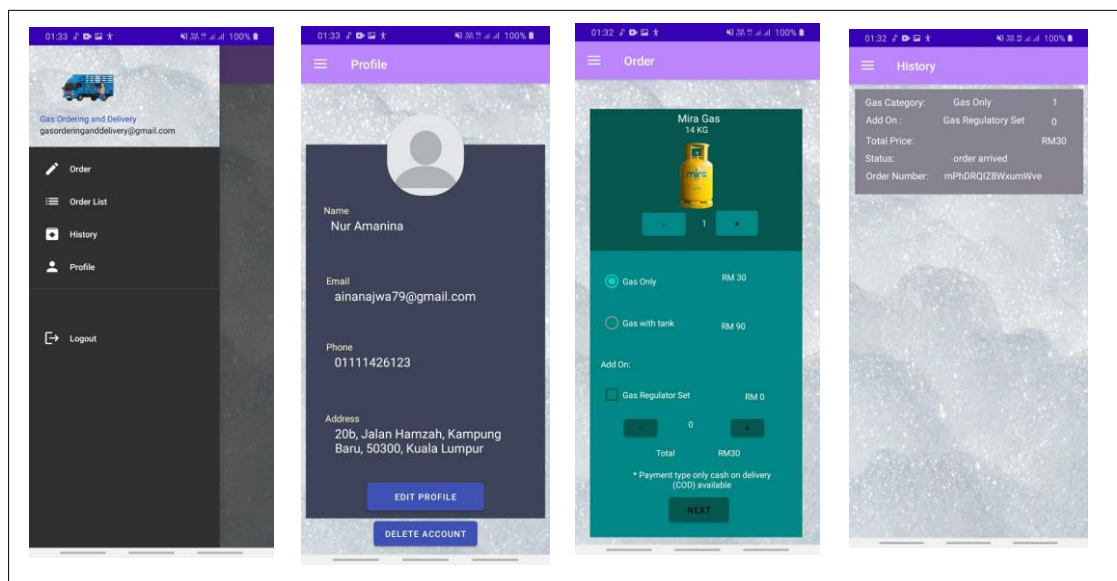 01:33
100%
Gas Ordering and Delivery
gasorderinganddelivery@gmail.com
Order
Order List
History
Profile
Logout
01:33
100%
Profile
Name
Nur Amanina
Email
ainanajwa79@gmail.com
Phone
01111426123
Address
20b, Jalan Hamzah, Kampung
Baru, 50300, Kuala Lumpur
EDIT PROFILE
DELETE ACCOUNT
01:32
100%
Order
Mira Gas
14 KG
mira
- 1 +
Gas Only RM 30
Gas with tank RM 90
Add On:
Gas Regulator Set RM 0
- 0 +
Total RM30
* Payment type only cash on delivery
(COD) available
NEXT
01:32
100%
History
Gas Category: Gas Only 1
Add On : Gas Regulatory Set 0
Total Price: RM30
Status: order arrived
Order Number: mPhDRQIZ8WxumWve